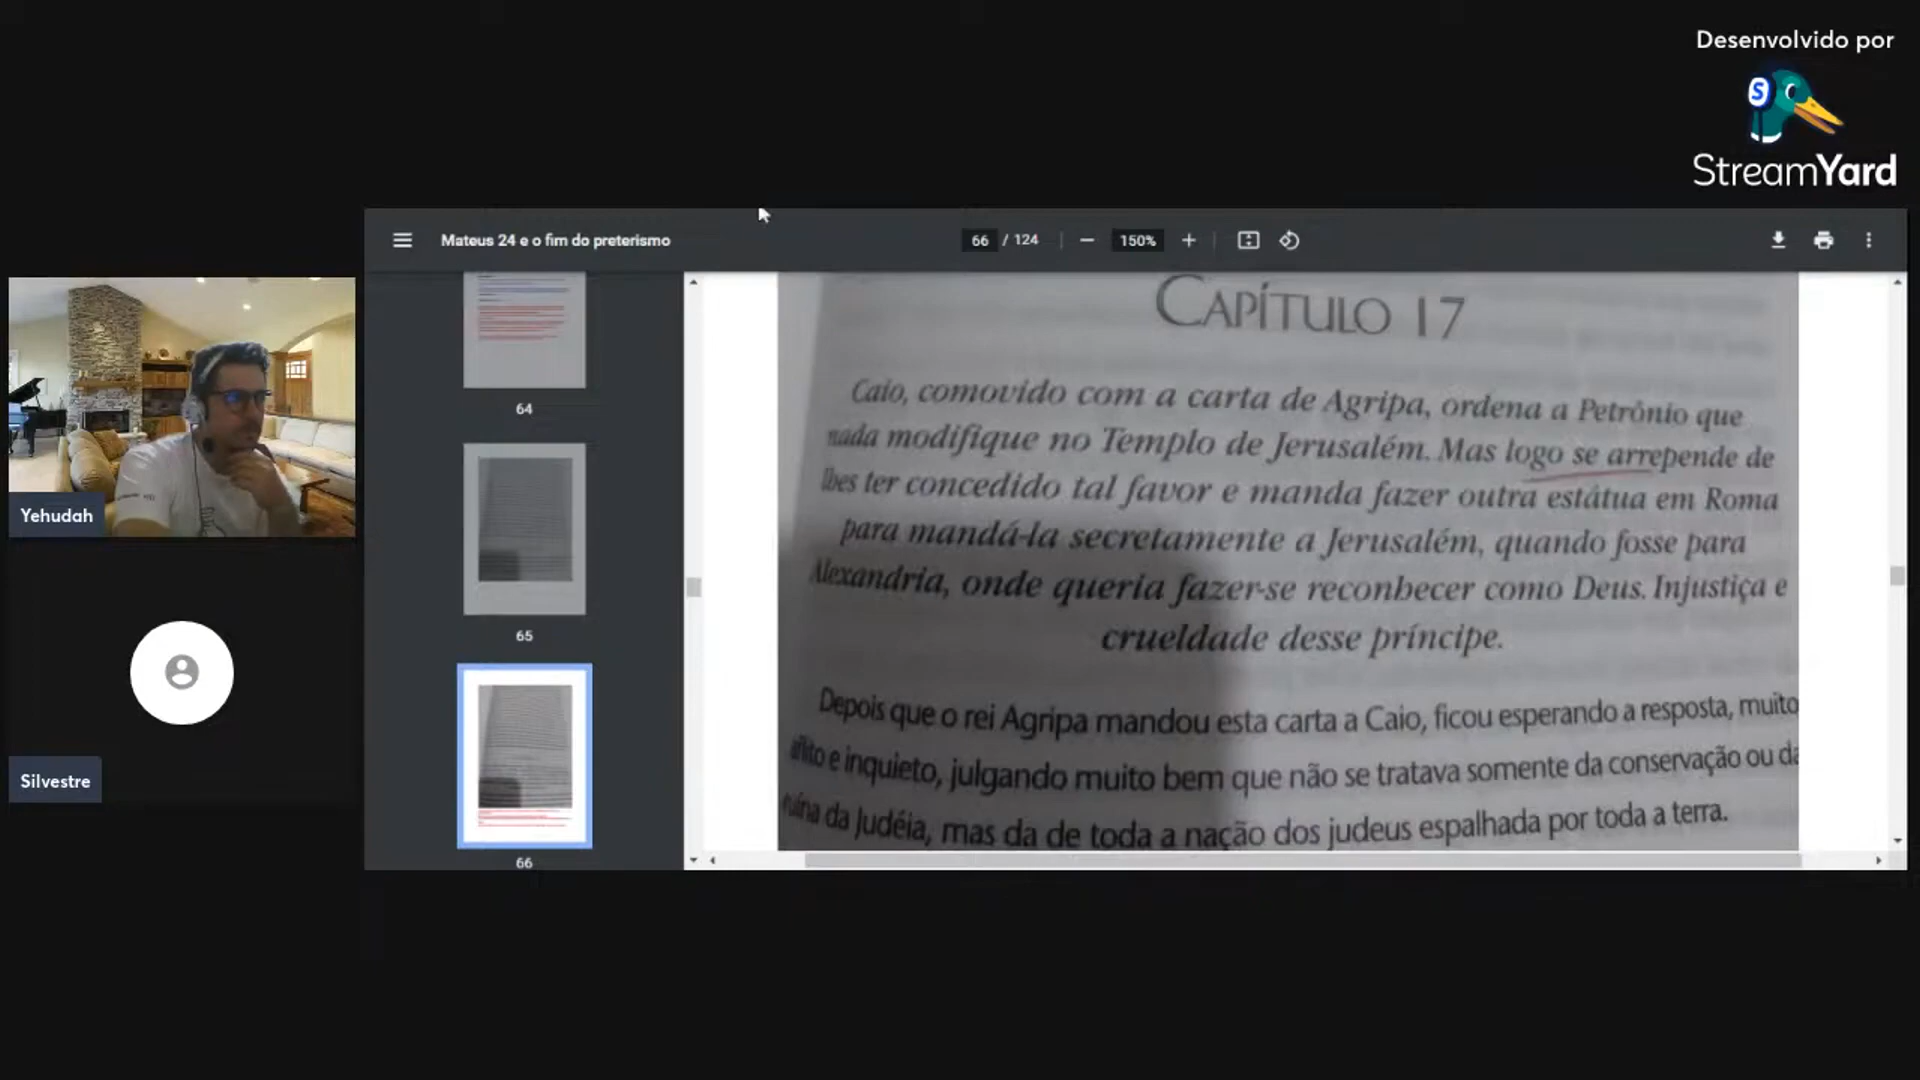 Desenvolvido por
S
StreamYard
Mateus 24 e o fim do preterismo
66 / 124
150%
64
65
66
Yehudah
Silvestre
CAPÍTULO 17
Caio, comovido com a carta de Agripa, ordena a Petrônio que
nada modifique no Templo de Jerusalém. Mas logo se arrepende de
lhes ter concedido tal favor e manda fazer outra estátua em Roma
para mandá-la secretamente a Jerusalém, quando fosse para
Alexandria, onde queria fazer-se reconhecer como Deus. Injustiça e
crueldade desse príncipe.
Depois que o rei Agripa mandou esta carta a Caio, ficou esperando a resposta, muito
aflito e inquieto, julgando muito bem que não se tratava somente da conservação ou da
ruína da Judéia, mas da de toda a nação dos judeus espalhada por toda a terra.